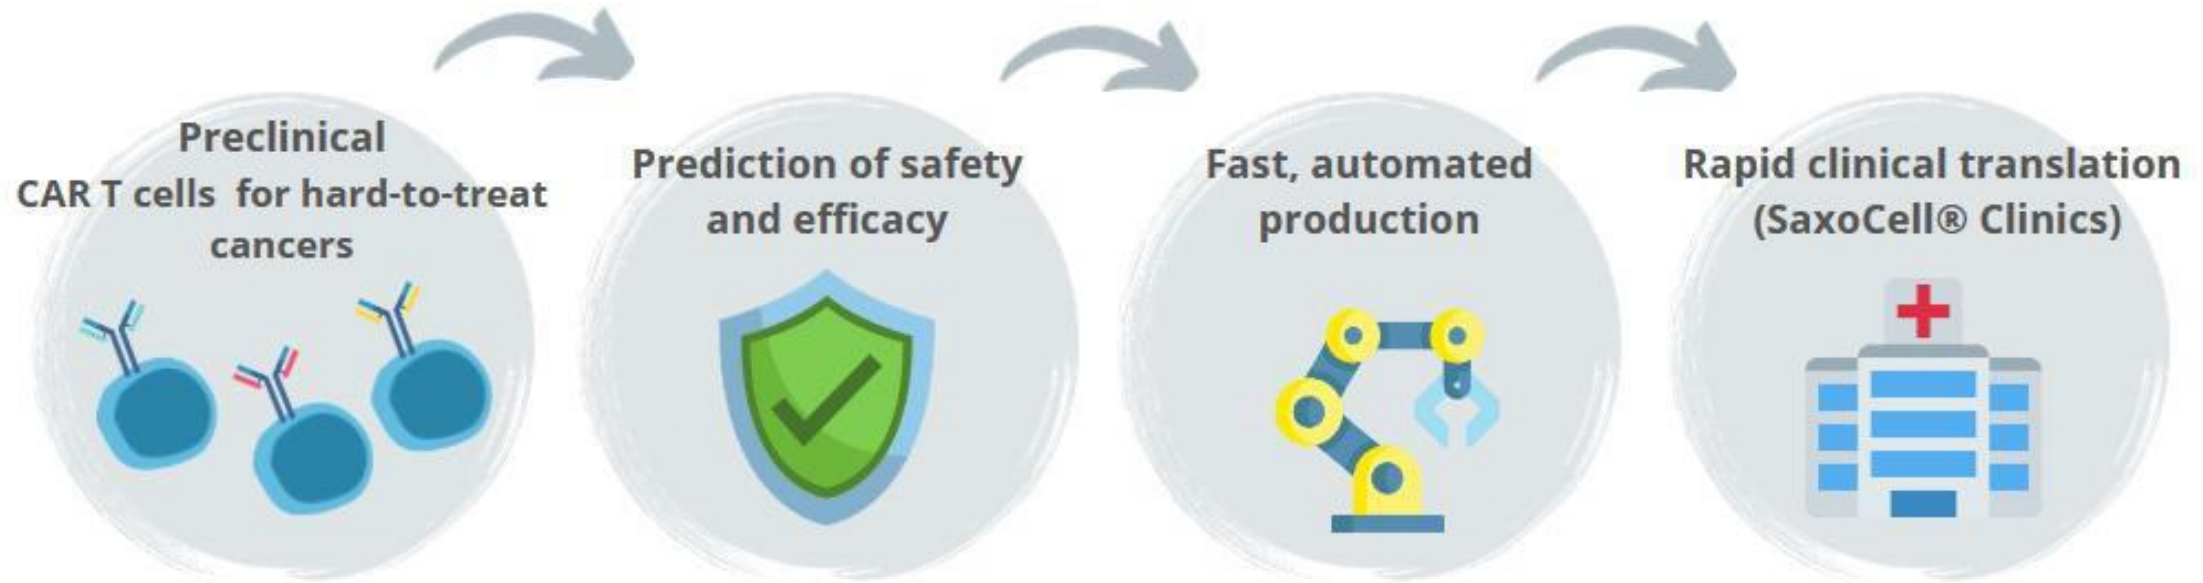 Preclinical
CAR T cells for hard-to-treat
cancers
Prediction of safety
and efficacy
Fast, automated
production
Rapid clinical translation
(SaxoCell® Clinics)